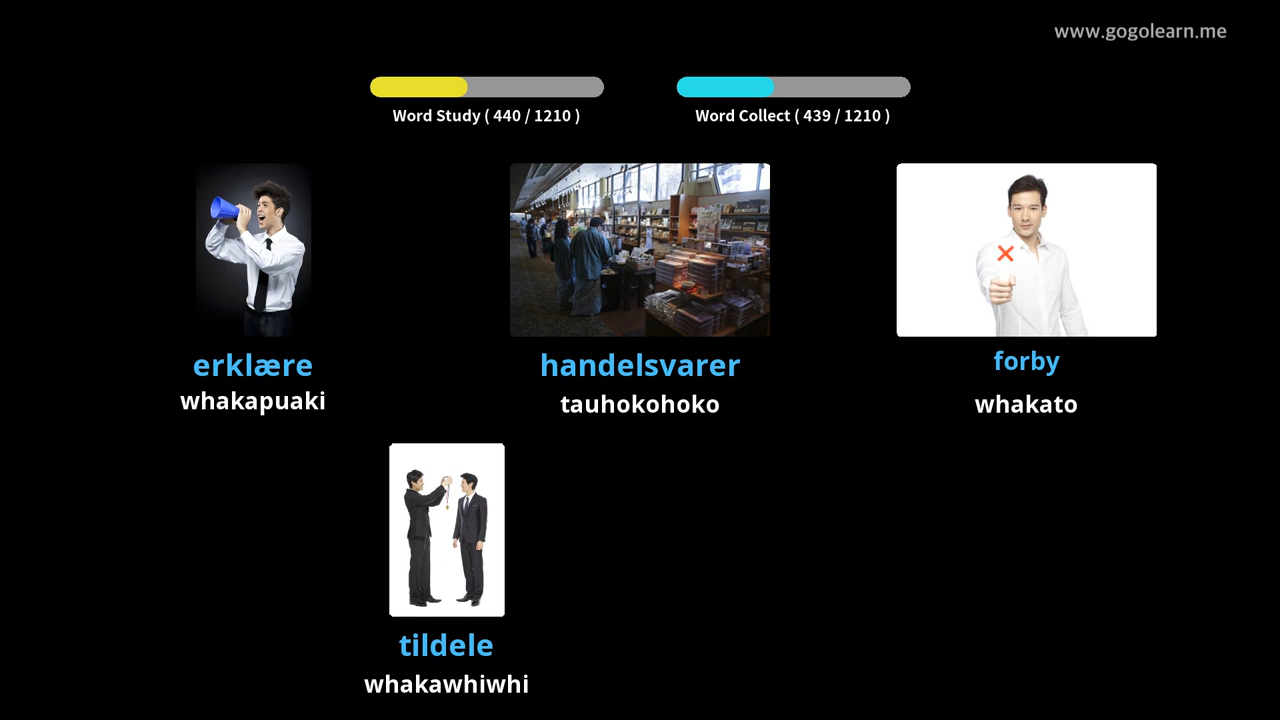 www.gogolearn.me
Word Study ( 440 / 1210 )
Word Collect ( 439 / 1210 )
erklære
whakapuaki
handelsvarer
tauhokohoko
forby
whakato
tildele
whakawhiwhi